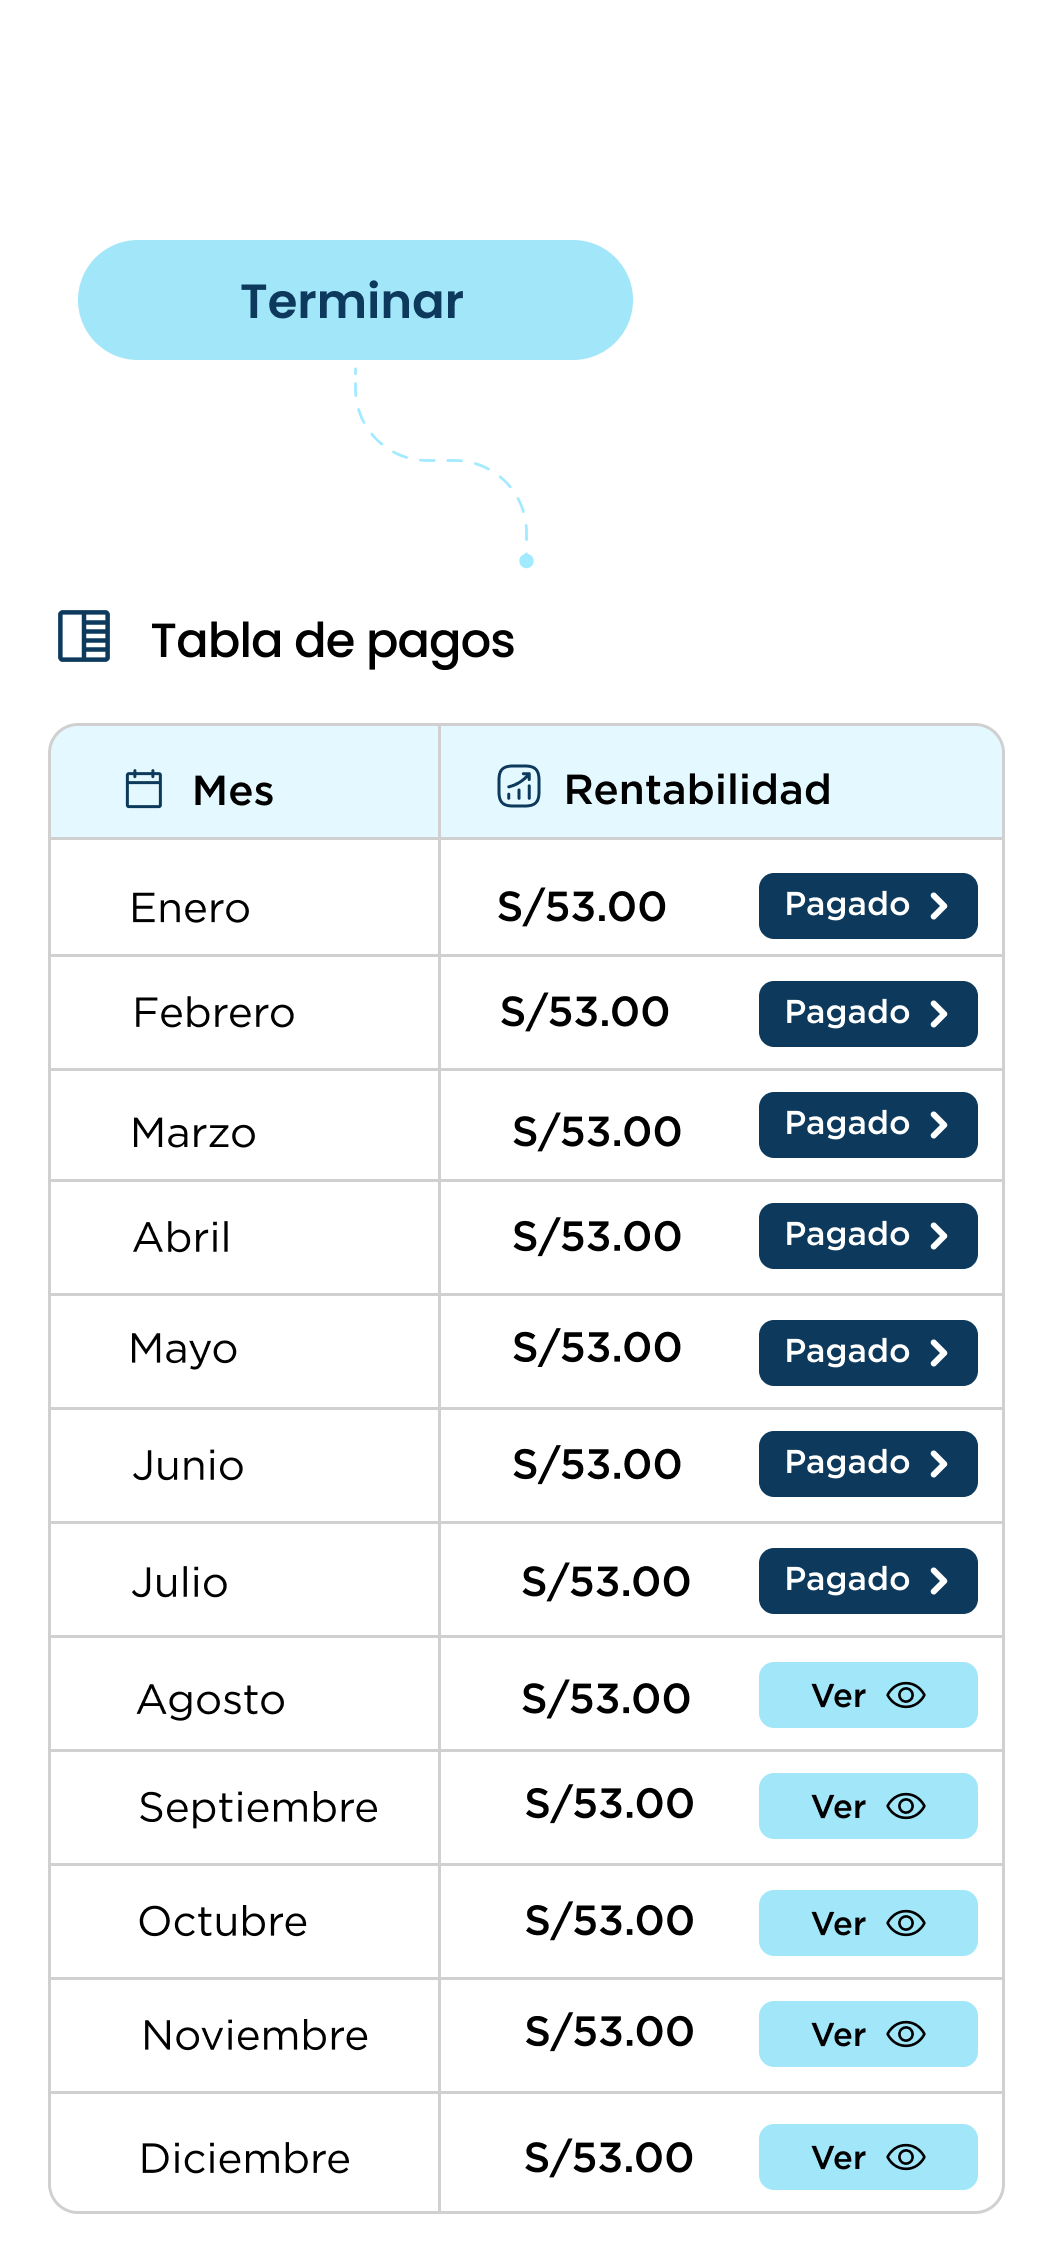 Terminar
Tabla de pagos
Mes Rentabilidad
Enero S/53.00 Pagado
Febrero S/53.00 Pagado
Marzo S/53.00 Pagado
Abril S/53.00 Pagado
Mayo S/53.00 Pagado
Junio S/53.00 Pagado
Julio S/53.00 Pagado
Agosto S/53.00 Ver
Septiembre S/53.00 Ver
Octubre S/53.00 Ver
Noviembre S/53.00 Ver
Diciembre S/53.00 Ver